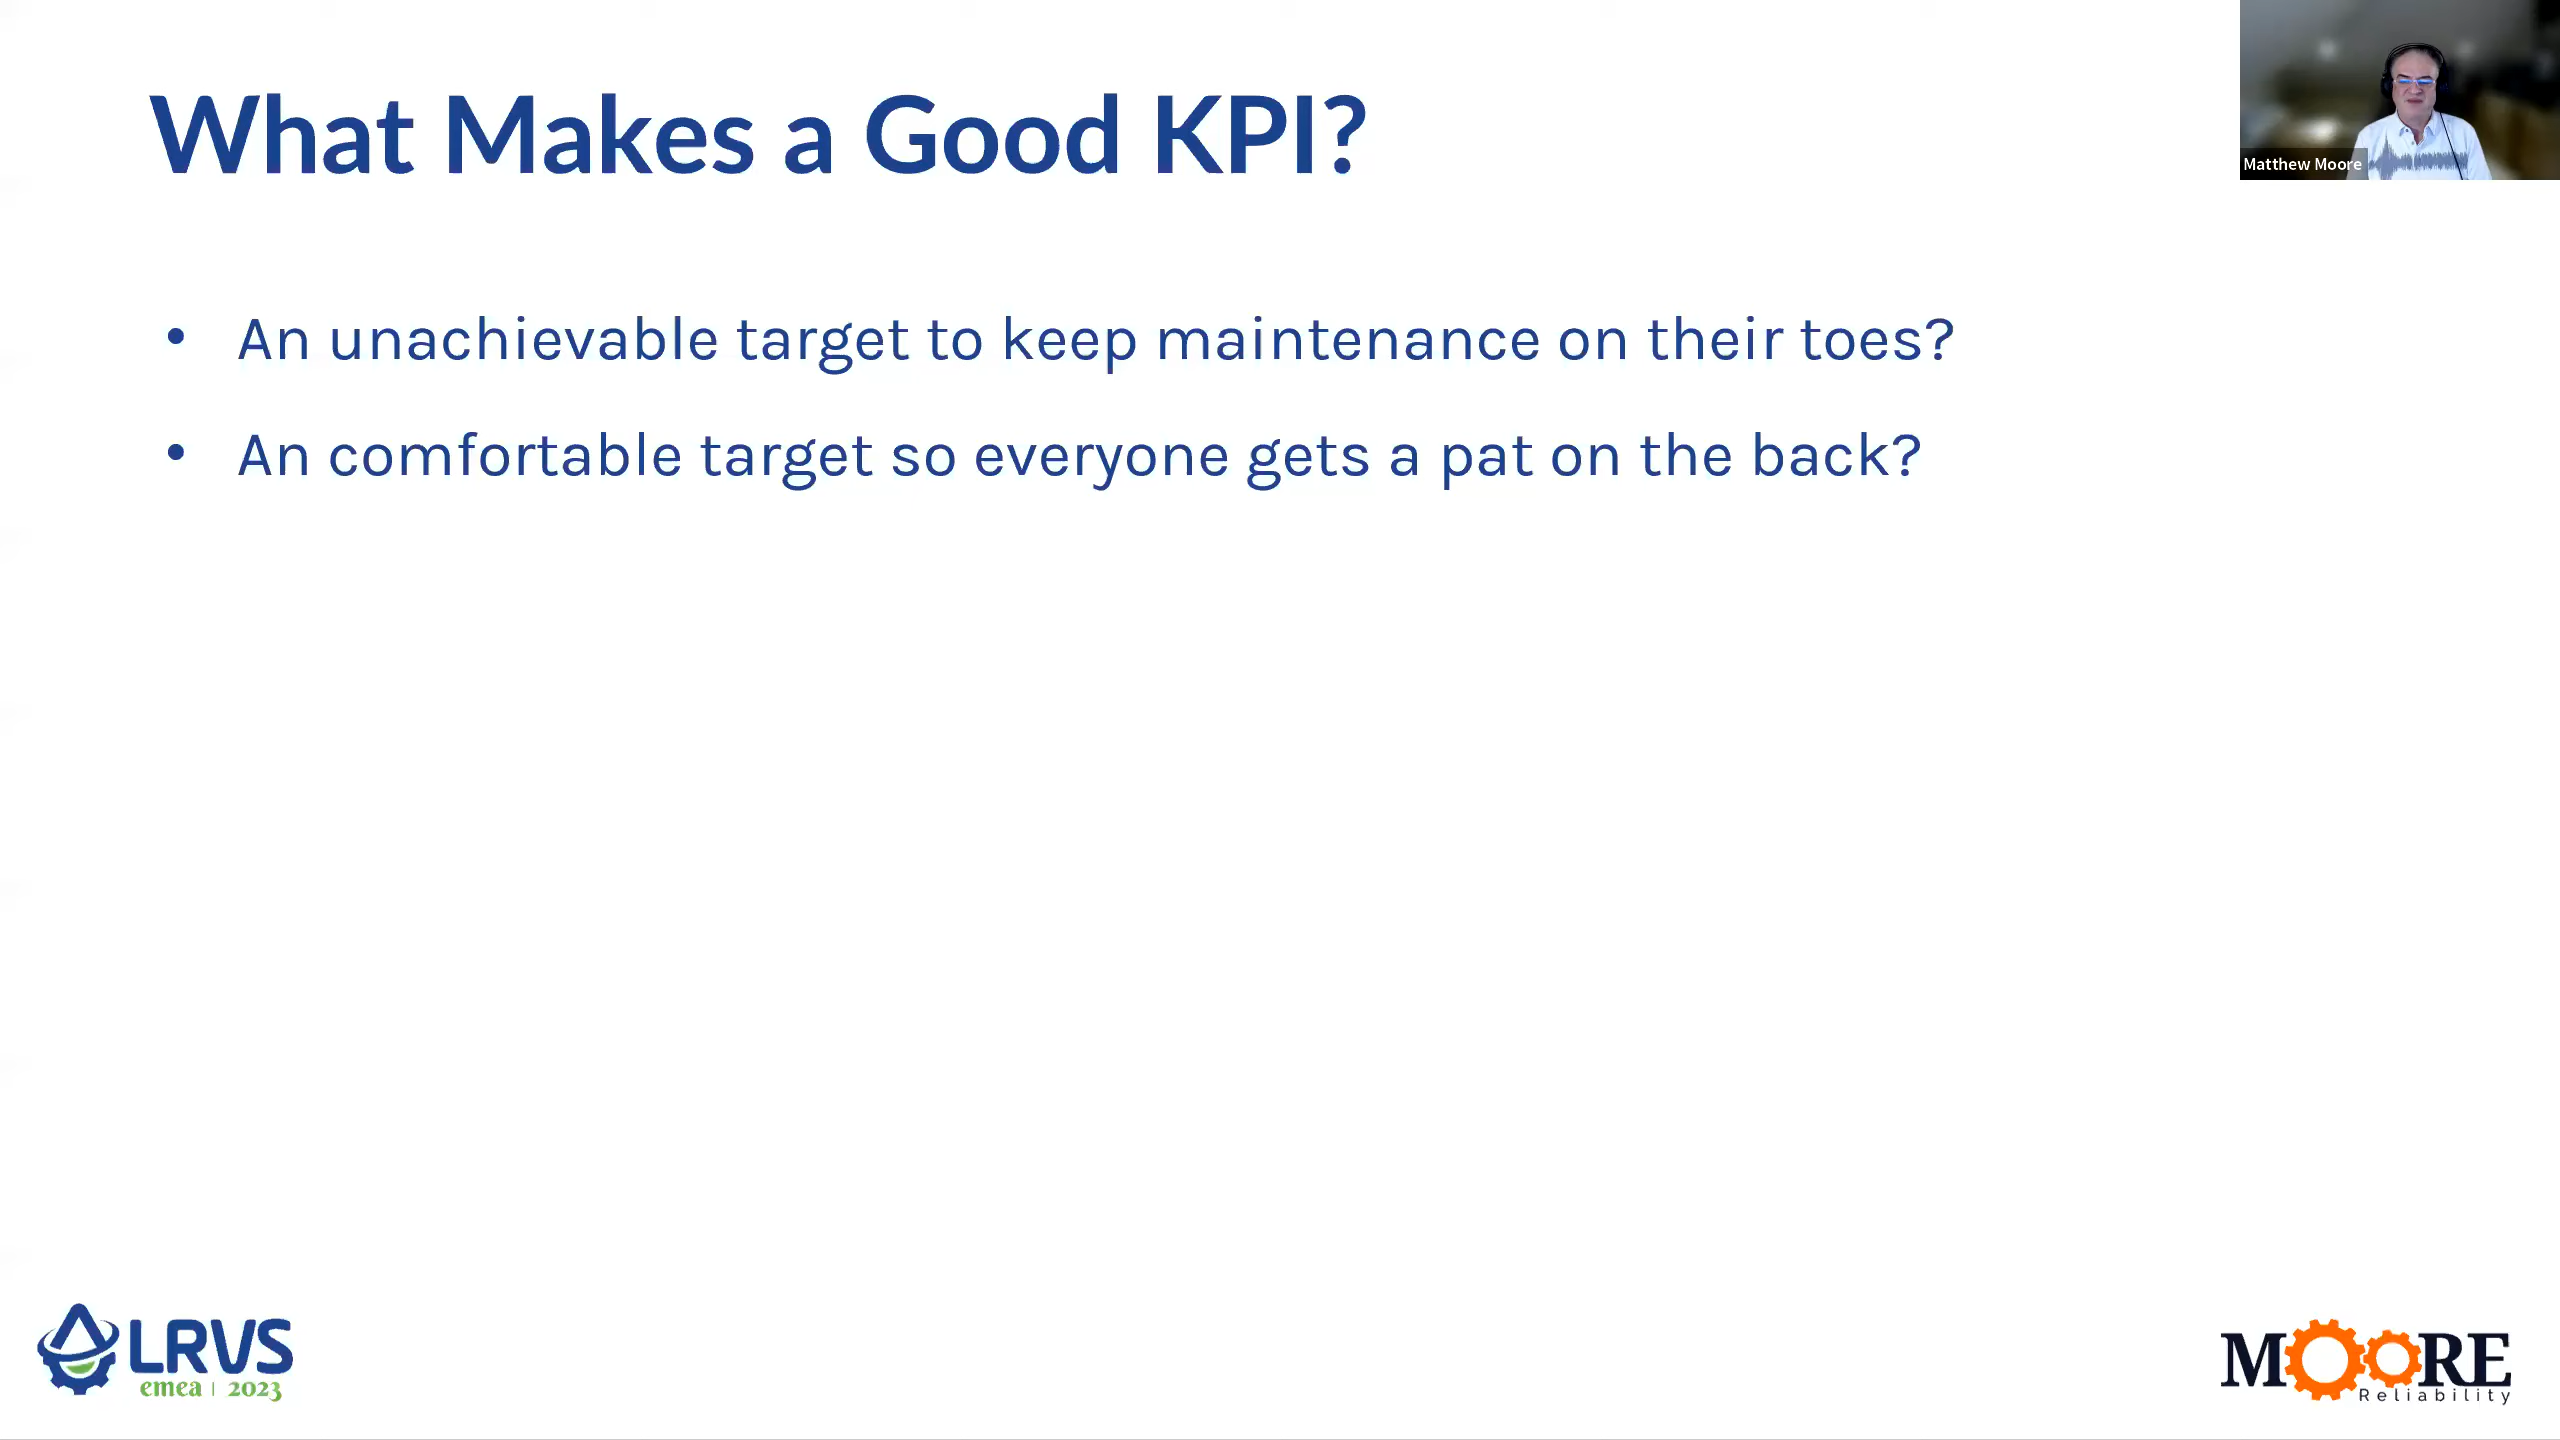 What Makes a Good KPI?
Matthew Moore
• An unachievable target to keep maintenance on their toes?
• An comfortable target so everyone gets a pat on the back?
LRVS
emea | 2023
MOORE
Reliability